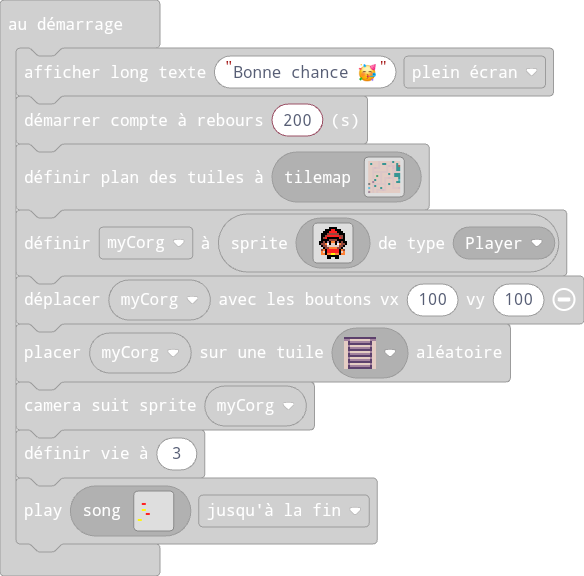 au démarrage
afficher long texte "Bonne chance 🥳" plein écran
démarrer compte à rebours 200 (s)
définir plan des tuiles à tilemap
définir myCorg à sprite de type Player
déplacer myCorg avec les boutons vx 100 vy 100
placer myCorg sur une tuile aléatoire
camera suit sprite myCorg
définir vie à 3
play song jusqu'à la fin